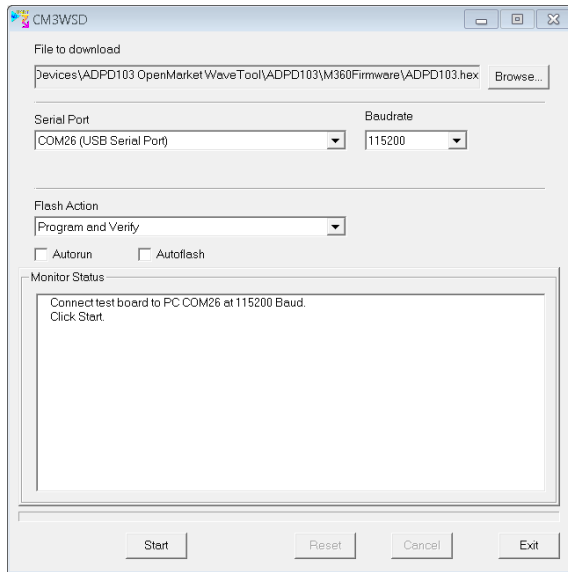 CM3WSD
File to download
Devices\ADPD103 OpenMarket WaveTool\ADPD103\M360Firmware\ADPD103.hex
Browse...
Serial Port
Baudrate
COM26 (USB Serial Port)
115200
Flash Action
Program and Verify
Autorun
Autoflash
Monitor Status
Connect test board to PC COM26 at 115200 Baud.
Click Start.
Start
Reset
Cancel
Exit